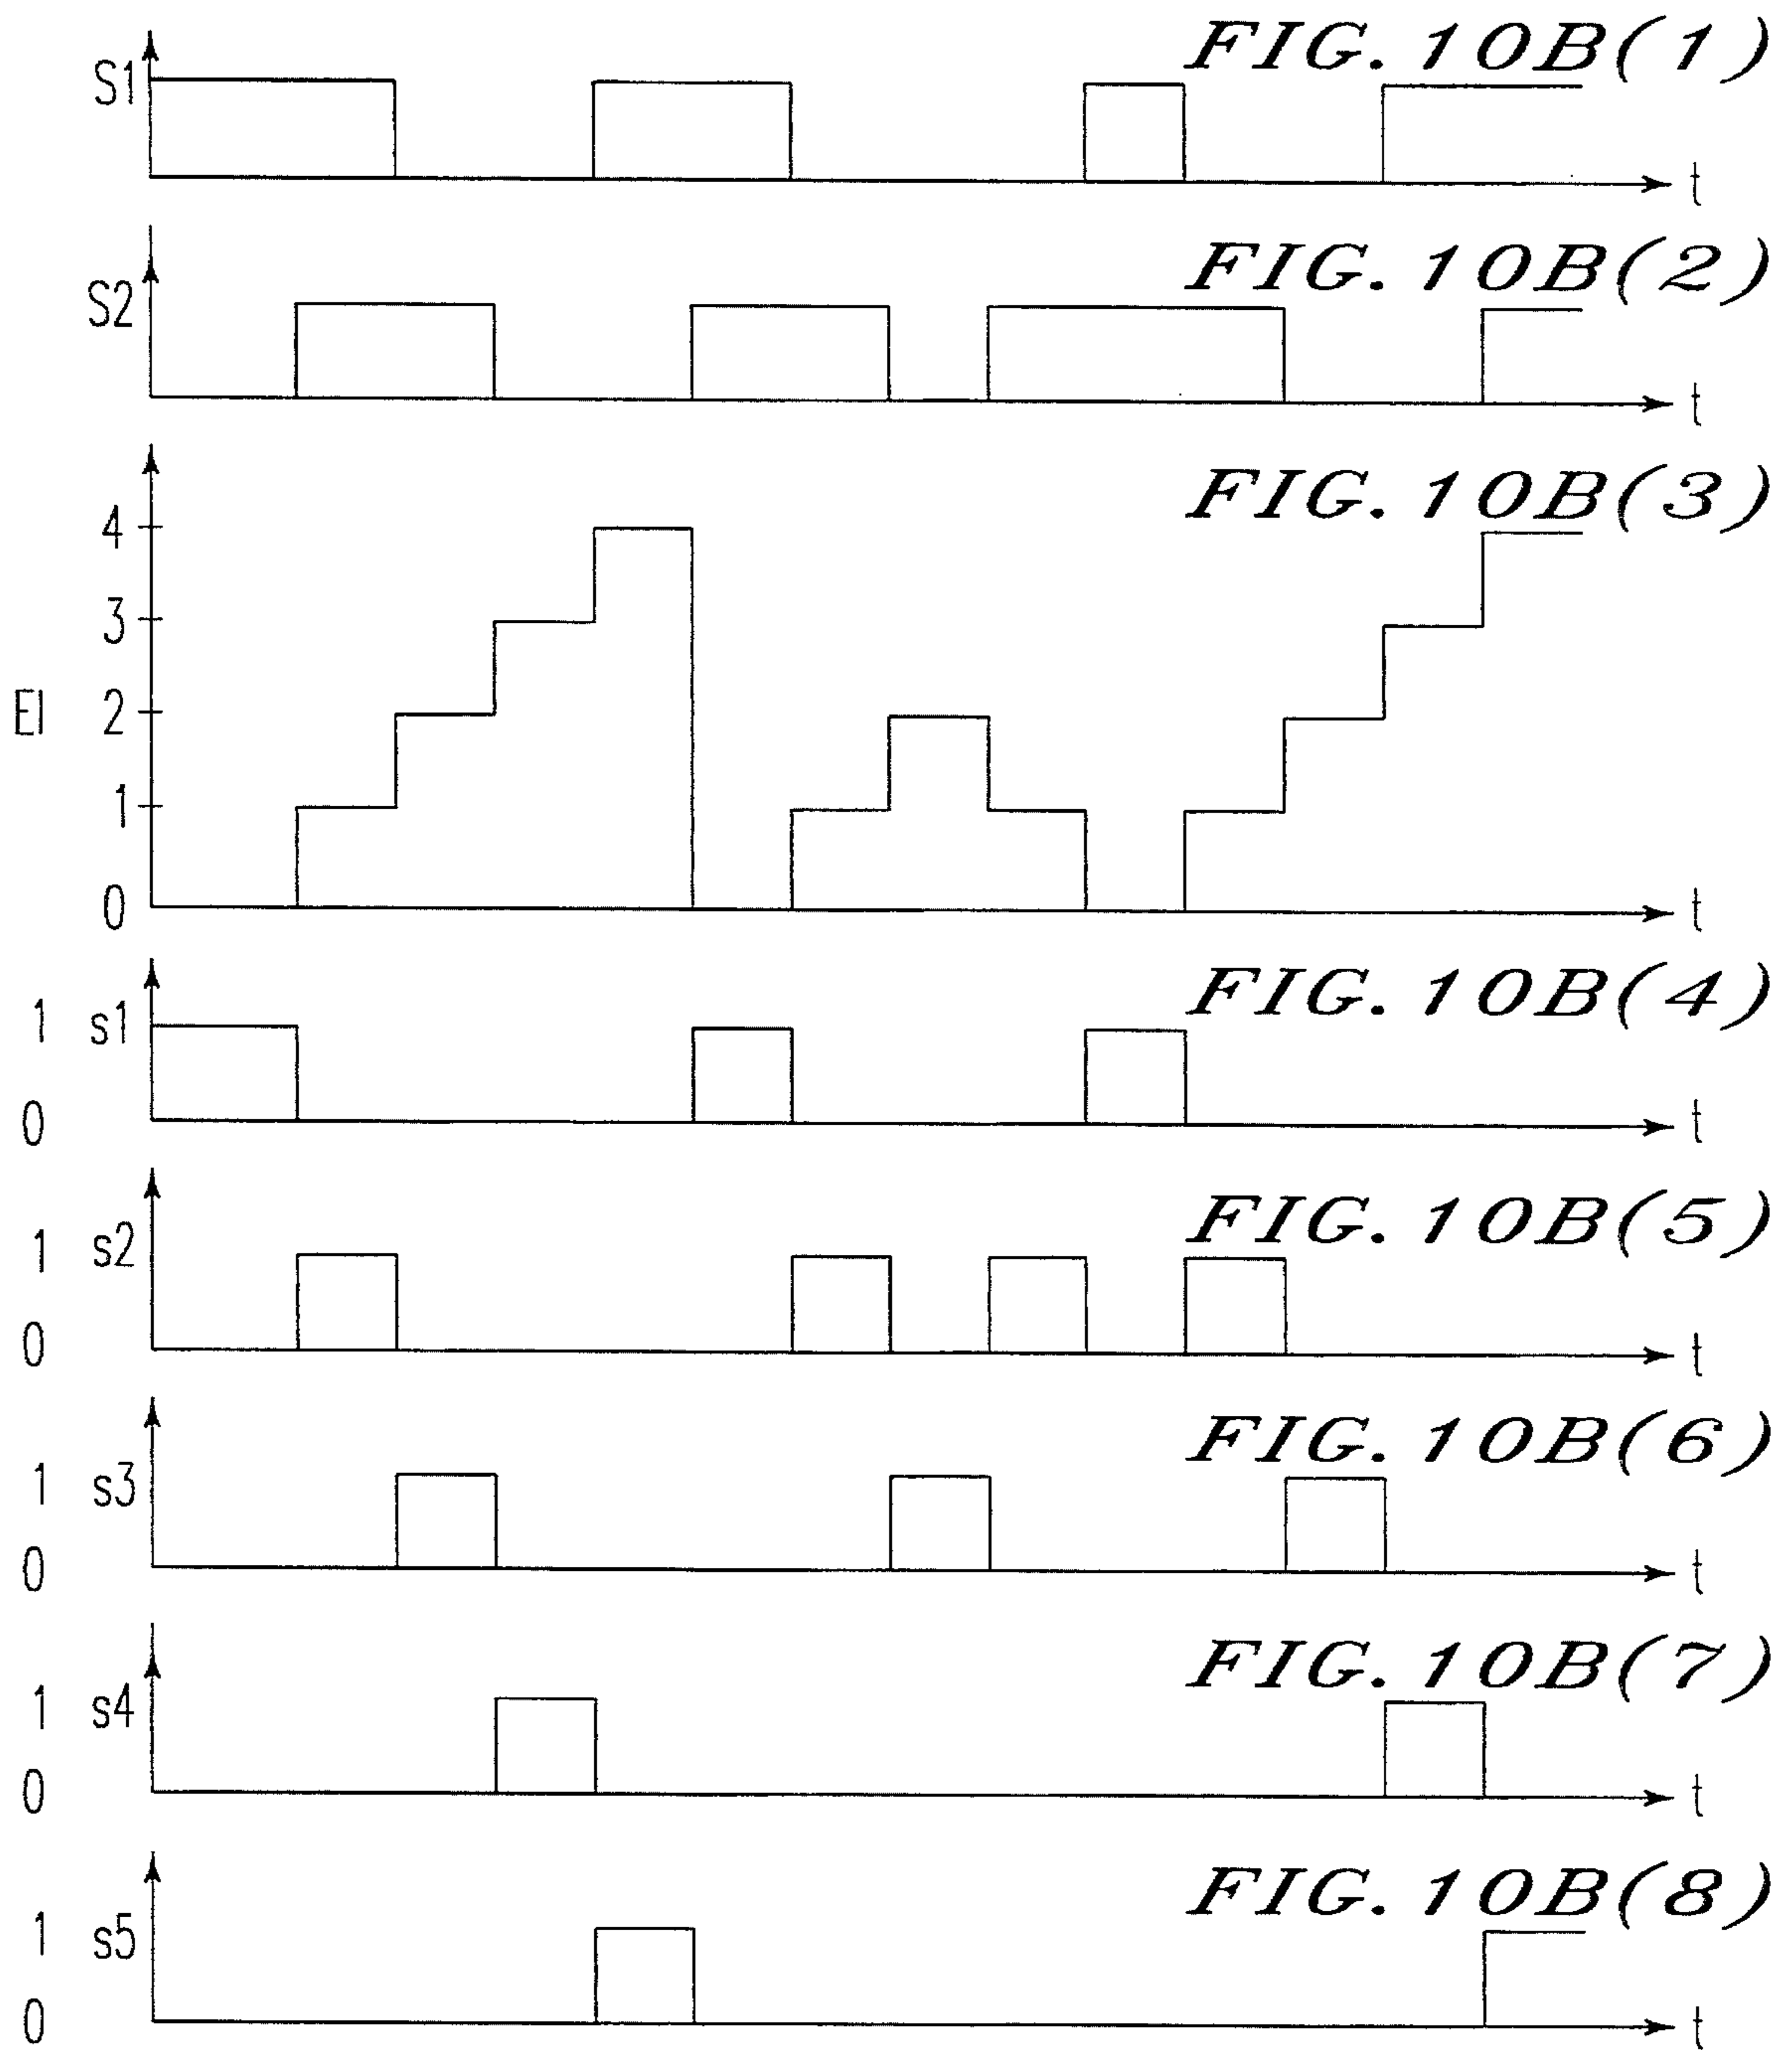 FIG. 10B(1)
S1
t
FIG. 10B(2)
S2
t
FIG. 10B(3)
4
3
EI 2
1
0
t
FIG. 10B(4)
1 s1
0
t
FIG. 10B(5)
1 s2
0
t
FIG. 10B(6)
1 s3
0
t
FIG. 10B(7)
1 s4
0
t
FIG. 10B(8)
1 s5
0
t